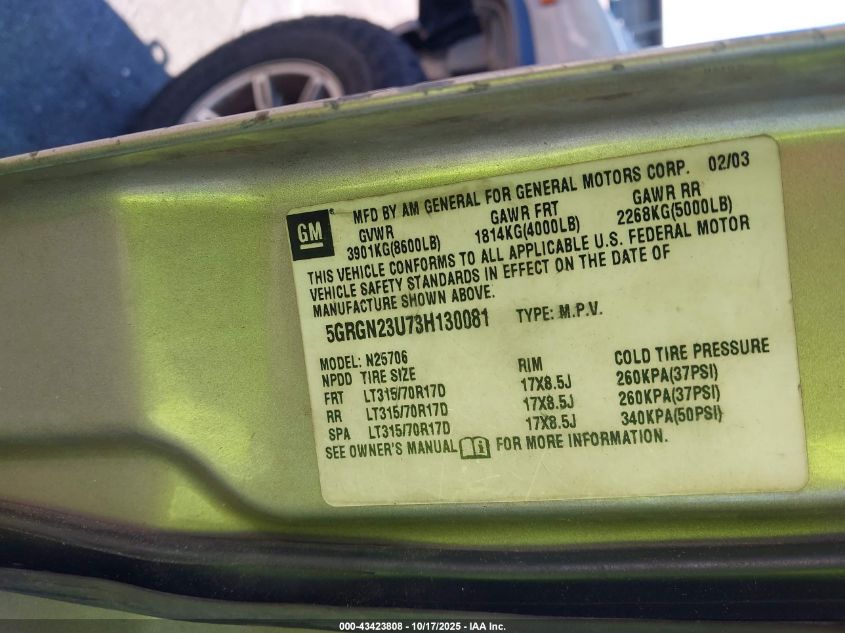 GM®
MFD BY AM GENERAL FOR GENERAL MOTORS CORP. 02/03
GVWR GAWR FRT GAWR RR
3901KG(8600LB) 1814KG(4000LB) 2268KG(5000LB)
THIS VEHICLE CONFORMS TO ALL APPLICABLE U.S. FEDERAL MOTOR
VEHICLE SAFETY STANDARDS IN EFFECT ON THE DATE OF
MANUFACTURE SHOWN ABOVE.
5GRGN23U73H130081 TYPE: M.P.V.
MODEL: N25706
NPDD TIRE SIZE RIM COLD TIRE PRESSURE
FRT LT315/70R17D 17X8.5J 260KPA(37PSI)
RR LT315/70R17D 17X8.5J 260KPA(37PSI)
SPA LT315/70R17D 17X8.5J 340KPA(50PSI)
SEE OWNER'S MANUAL FOR MORE INFORMATION.
000-43423808 - 10/17/2025 - IAA Inc.